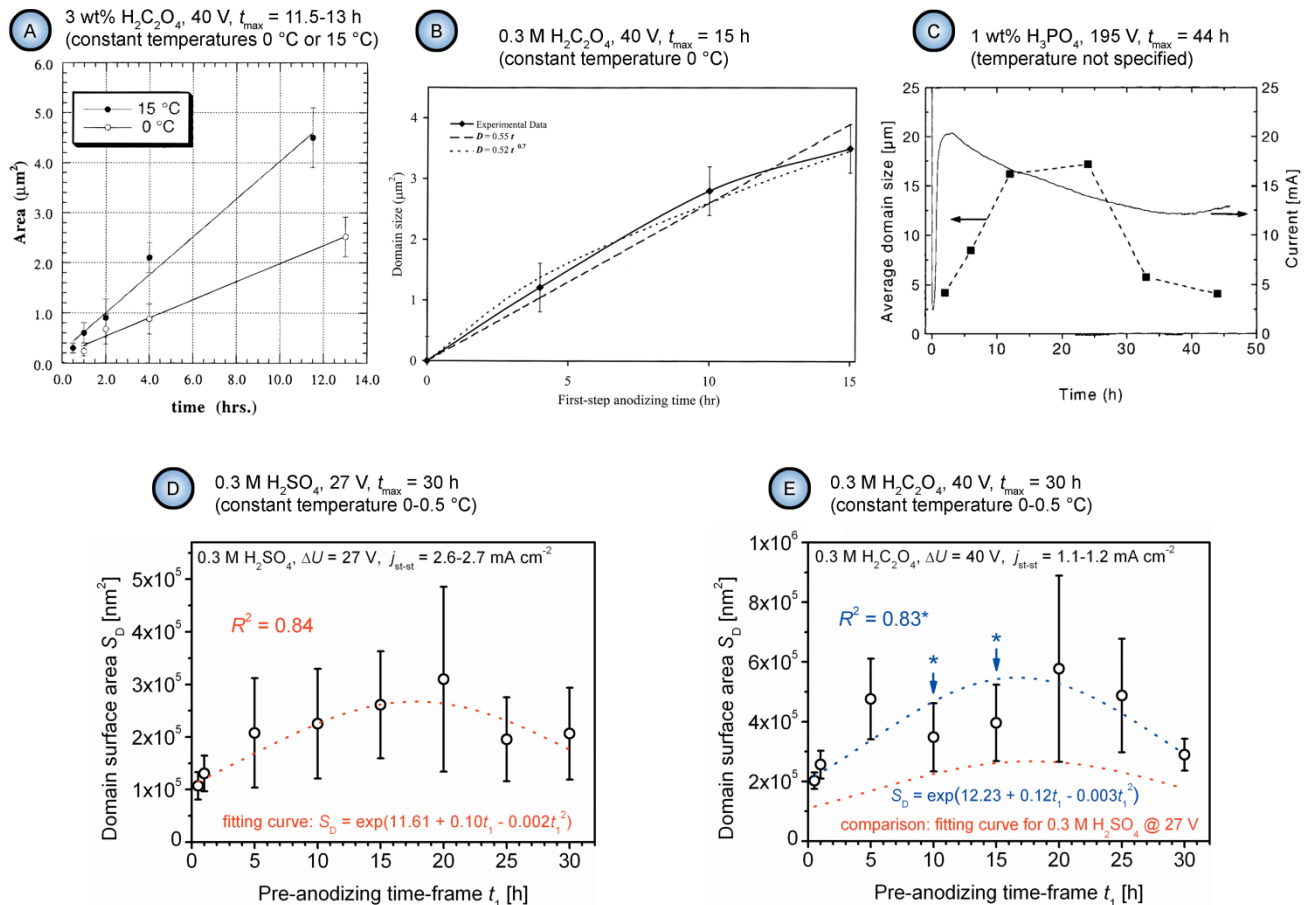 A
3 wt% H₂C₂O₄, 40 V, t_max = 11.5-13 h
(constant temperatures 0 °C or 15 °C)
6.0
5.0
4.0
3.0
2.0
1.0
0.0
Area (μm²)
15 °C
0 °C
0.0 2.0 4.0 6.0 8.0 10.0 12.0 14.0
time (hrs.)
B
0.3 M H₂C₂O₄, 40 V, t_max = 15 h
(constant temperature 0 °C)
Experimental Data
D = 0.55 t
D = 0.52 t^0.7
4
3
2
1
0
Domain size (μm²)
0 5 10 15
First-step anodizing time (hr)
C
1 wt% H₃PO₄, 195 V, t_max = 44 h
(temperature not specified)
25
20
15
10
5
0
Average domain size [μm]
25
20
15
10
5
0
Current [mA]
0 10 20 30 40 50
Time (h)
D
0.3 M H₂SO₄, 27 V, t_max = 30 h
(constant temperature 0-0.5 °C)
0.3 M H₂SO₄, ΔU = 27 V, j_st-st = 2.6-2.7 mA cm⁻²
R² = 0.84
5x10⁵
4x10⁵
3x10⁵
2x10⁵
1x10⁵
0
Domain surface area S_D [nm²]
fitting curve: S_D = exp(11.61 + 0.10t₁ - 0.002t₁²)
0 5 10 15 20 25 30
Pre-anodizing time-frame t₁ [h]
E
0.3 M H₂C₂O₄, 40 V, t_max = 30 h
(constant temperature 0-0.5 °C)
0.3 M H₂C₂O₄, ΔU = 40 V, j_st-st = 1.1-1.2 mA cm⁻²
R² = 0.83*
*
*
1x10⁶
8x10⁵
6x10⁵
4x10⁵
2x10⁵
0
Domain surface area S_D [nm²]
S_D = exp(12.23 + 0.12t₁ - 0.003t₁²)
comparison: fitting curve for 0.3 M H₂SO₄ @ 27 V
0 5 10 15 20 25 30
Pre-anodizing time-frame t₁ [h]